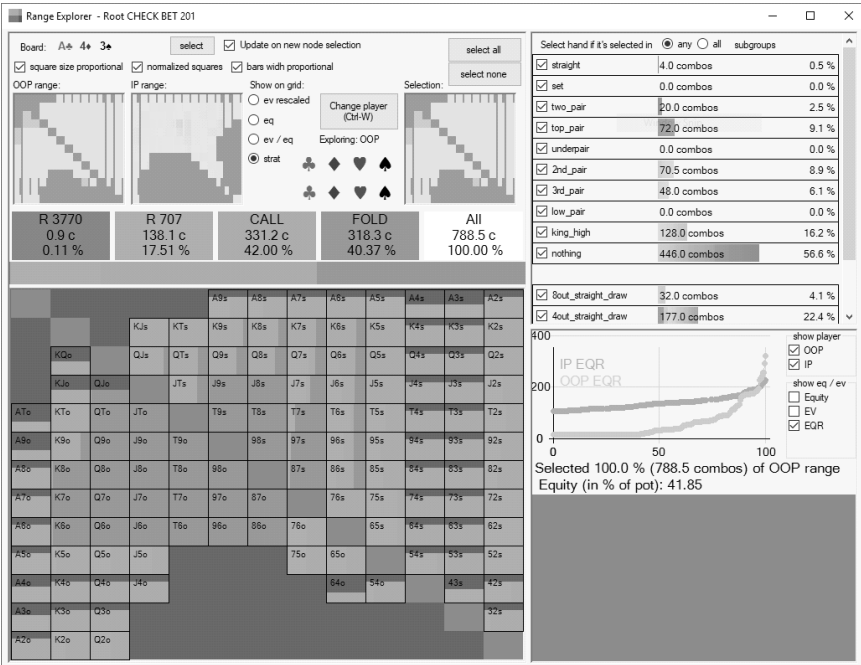 Range Explorer - Root CHECK BET 201
Board: A♣ 4♦ 3♠ select Update on new node selection select all
square size proportional normalized squares bars widh proportional select none
OOP range: IP range: Show on grid: Selection:
ev rescaled
eq
ev / eq
strat
Change player
(Ctrl-W)
Exploring: OOP
♣ ♦ ♥ ♠
♣ ♦ ♥ ♠
R 3770 R 707 CALL FOLD All
0.9 c 138.1 c 331.2 c 318.3 c 788.5 c
0.11 % 17.51 % 42.00 % 40.37 % 100.00 %
A9s A8s A7s A6s A5s A4s A3s A2s
KJs KTs K9s K8s K7s K6s K5s K4s K3s K2s
KQo QJs QTs Q9s Q8s Q7s Q6s Q5s Q4s Q3s Q2s
KJo QJo JTs J9s J8s J7s J6s J5s J4s J3s J2s
ATo KTo QTo JTo T9s T8s T7s T6s T5s T4s T3s T2s
A9o K9o Q9o J9o T9o 98s 97s 96s 95s 94s 93s 92s
A8o K8o Q8o J8o T8o 98o 87s 86s 85s 84s 83s 82s
A7o K7o Q7o J7o T7o 97o 87o 76s 75s 74s 73s 72s
A6o K6o Q6o J6o T6o 96o 86o 76o 65s 64s 63s 62s
A5o K5o Q5o J5o 75o 65o 54s 53s 52s
A4o K4o Q4o J4o 64o 54o 43s 42s
A3o K3o Q3o 32s
A2o K2o Q2o
Select hand if it's selected in any all subgroups
straight 4.0 combos 0.5 %
set 0.0 combos 0.0 %
two_pair 20.0 combos 2.5 %
top_pair 72.0 combos 9.1 %
underpair 0.0 combos 0.0 %
2nd_pair 70.5 combos 8.9 %
3rd_pair 48.0 combos 6.1 %
low_pair 0.0 combos 0.0 %
king_high 128.0 combos 16.2 %
nothing 446.0 combos 56.6 %
8out_straight_draw 32.0 combos 4.1 %
4out_straight_draw 177.0 combos 22.4 %
400
200
0
0 50 100
IP EQR
OOP EQR
show player
OOP
IP
show eq / ev
Equity
EV
EQR
Selected 100.0 % (788.5 combos) of OOP range
Equity (in % of pot): 41.85